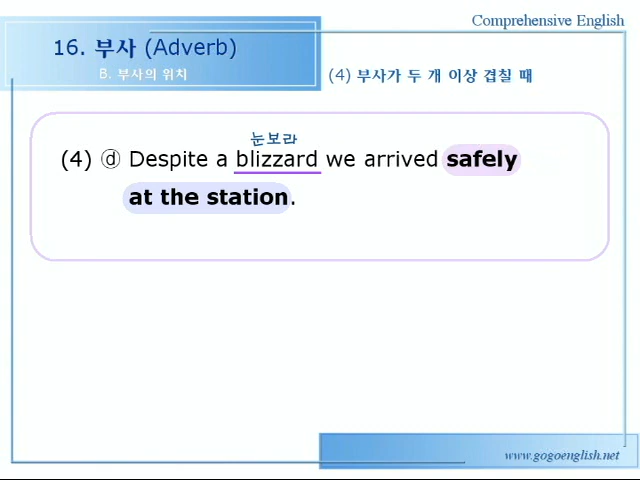 Comprehensive English
16. 부사 (Adverb)
B. 부사의 위치
(4) 부사가 두 개 이상 겹칠 때
눈보라
(4) ⓓ Despite a blizzard we arrived safely
at the station.
www.gogoenglish.net